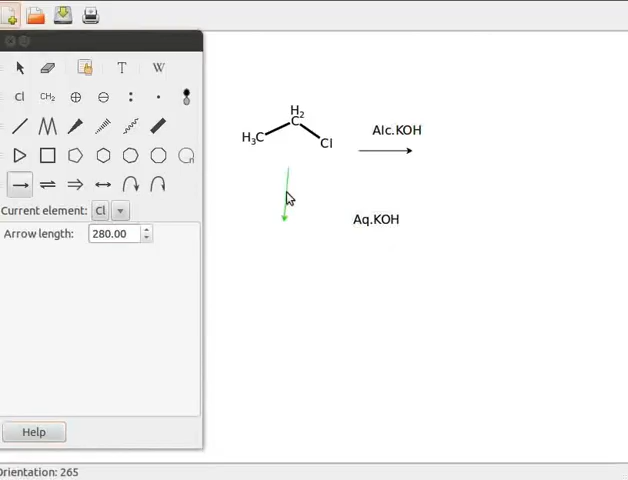 T
W
Cl
CH2
n
Current element: Cl
Arrow length: 280.00
Help
Orientation: 265
H2
H3C C Cl
Alc.KOH
Aq.KOH